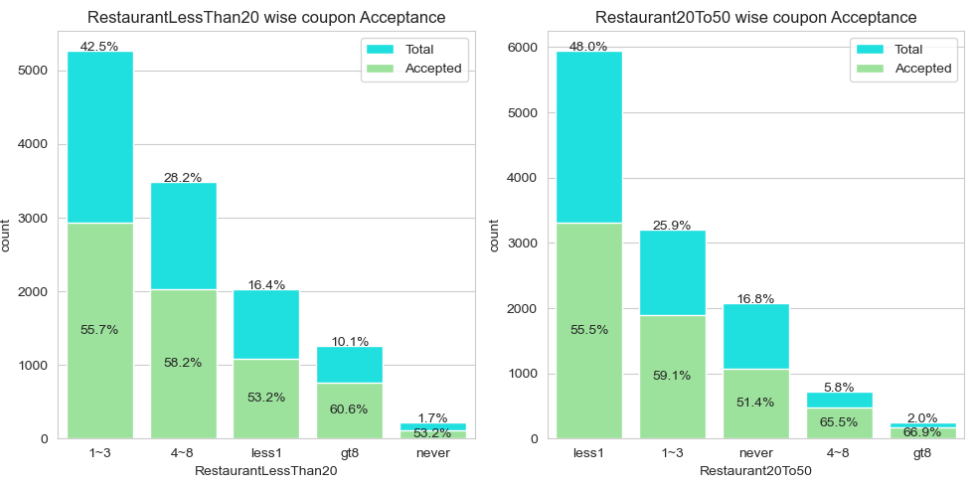 RestaurantLessThan20 wise coupon Acceptance
42.5%
Total
Accepted
5000
4000
28.2%
3000
count
16.4%
2000
55.7%
10.1%
58.2%
1000
53.2%
60.6%
1.7%
53.2%
0
1~3
4~8
less1
gt8
never
RestaurantLessThan20
Restaurant20To50 wise coupon Acceptance
48.0%
Total
Accepted
6000
5000
4000
25.9%
3000
count
16.8%
2000
55.5%
59.1%
1000
51.4%
5.8%
65.5%
2.0%
66.9%
0
less1
1~3
never
4~8
gt8
Restaurant20To50